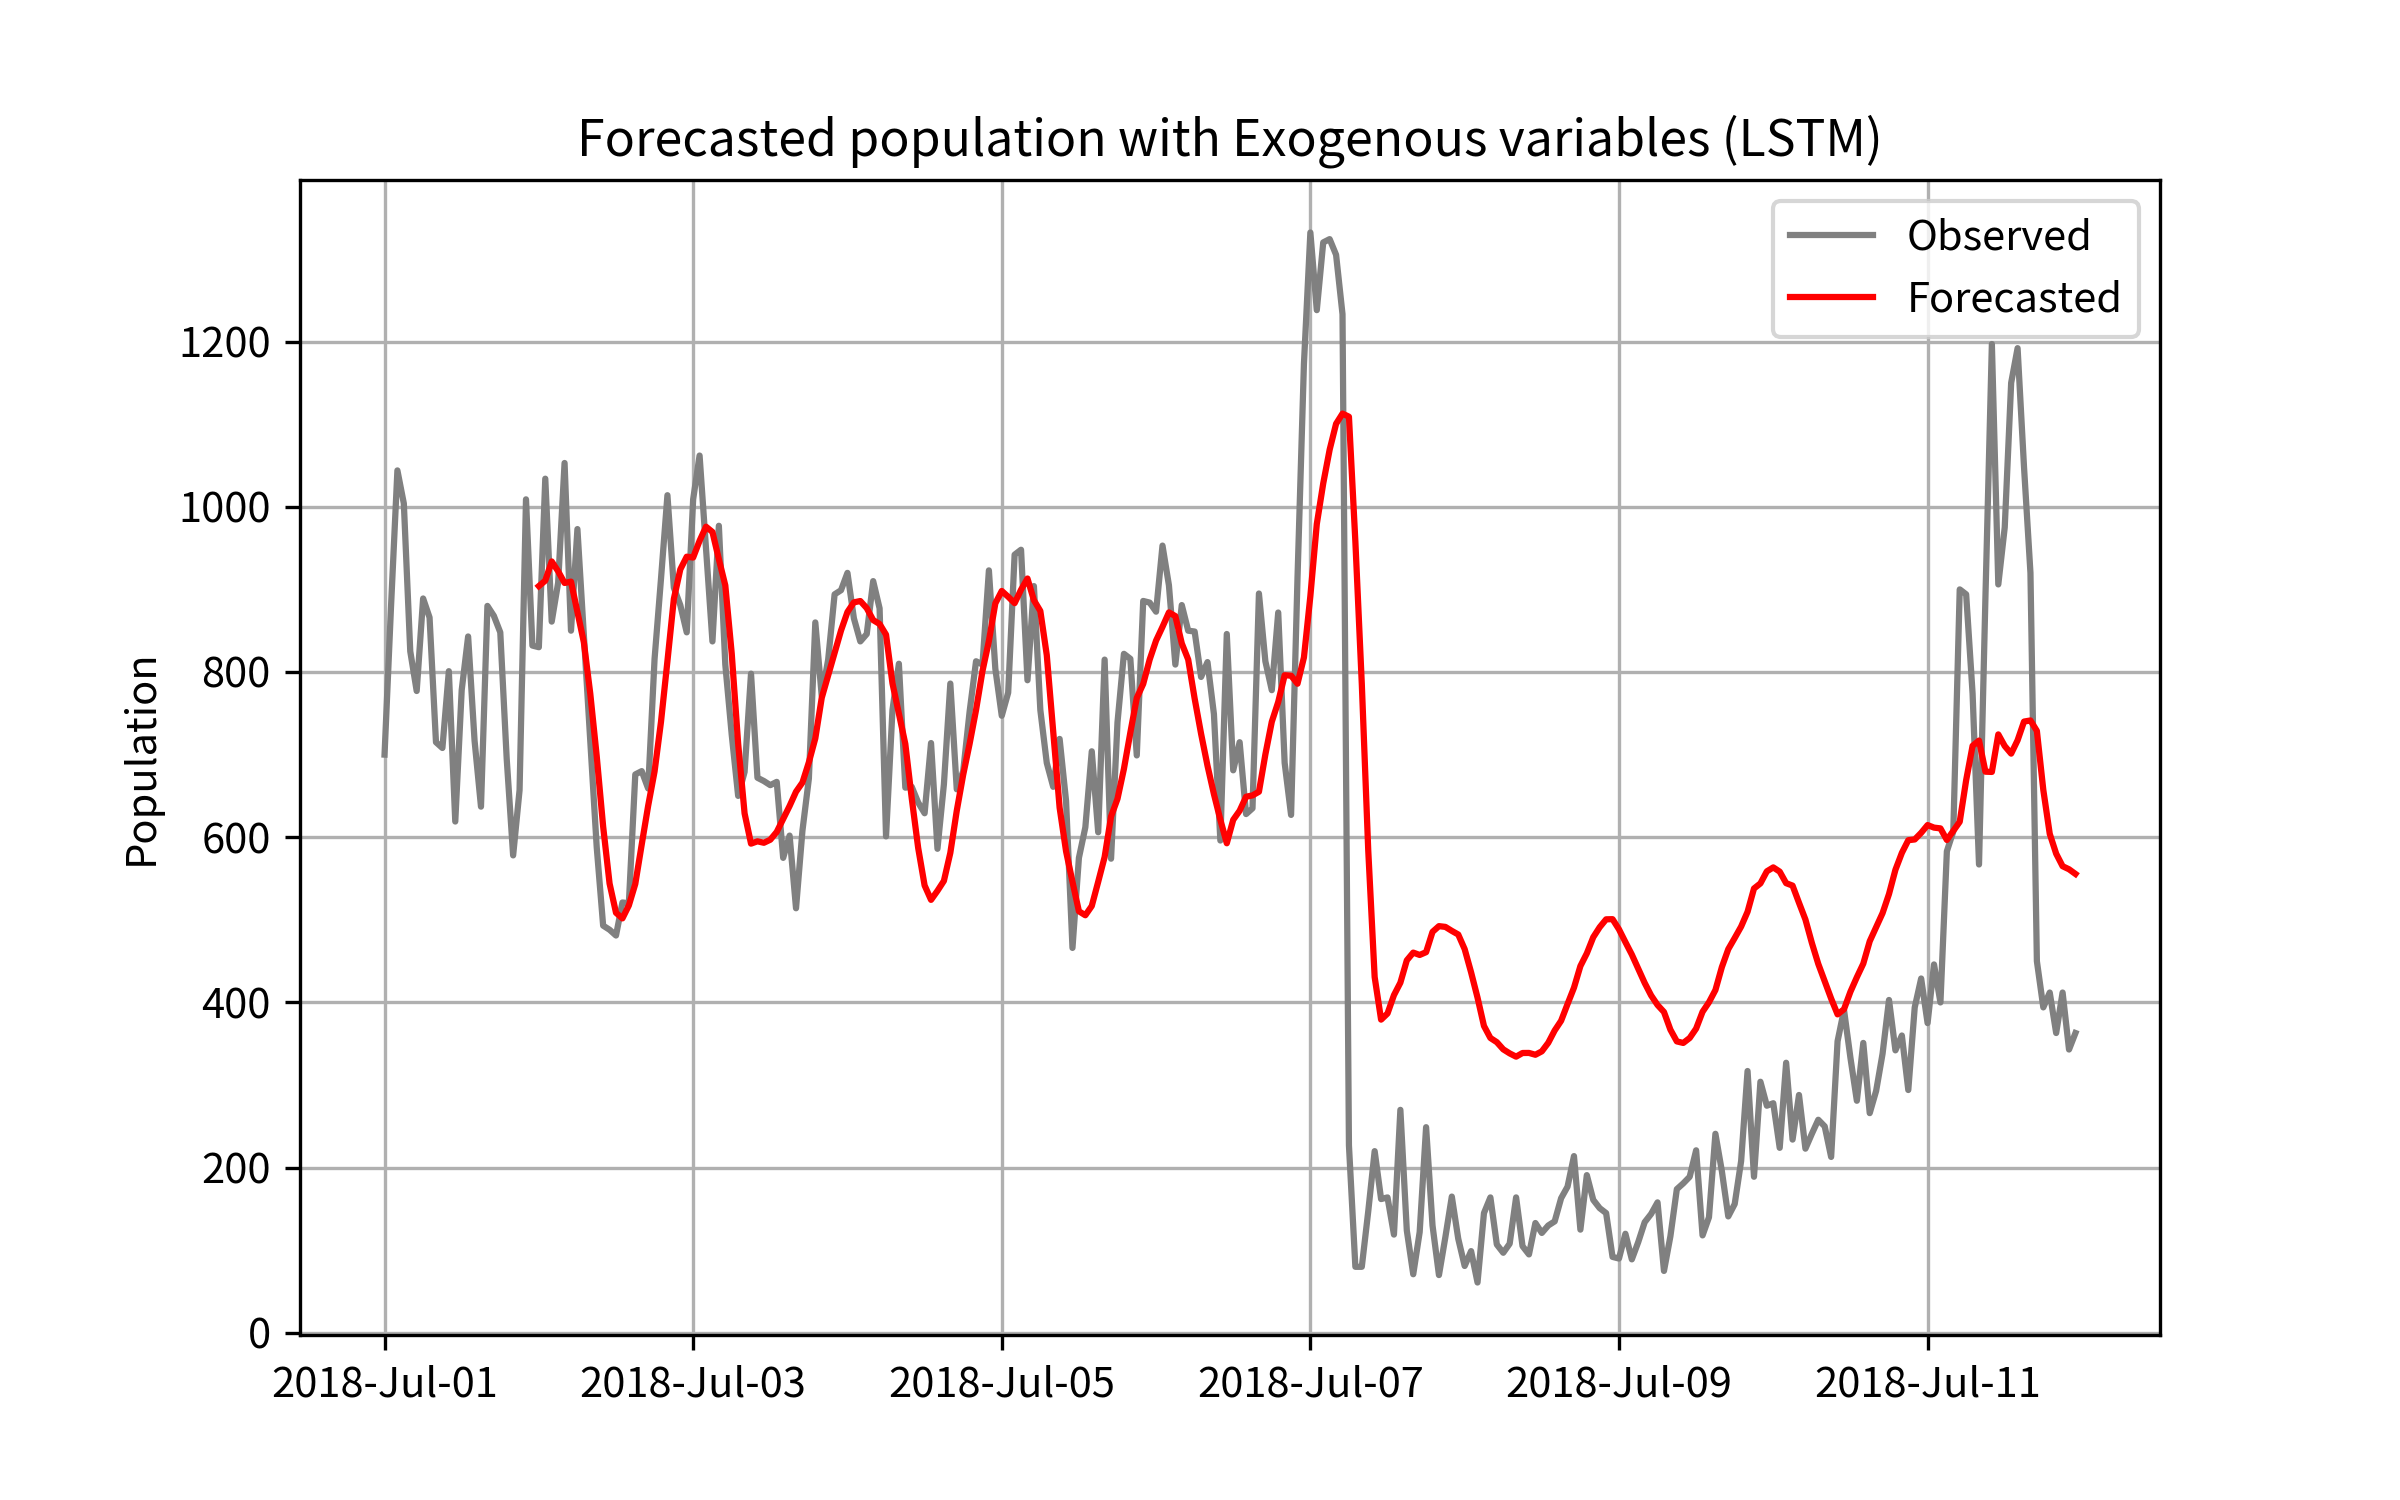 Forecasted population with Exogenous variables (LSTM)
Observed
Forecasted
Population
1200
1000
800
600
400
200
0
2018-Jul-01
2018-Jul-03
2018-Jul-05
2018-Jul-07
2018-Jul-09
2018-Jul-11